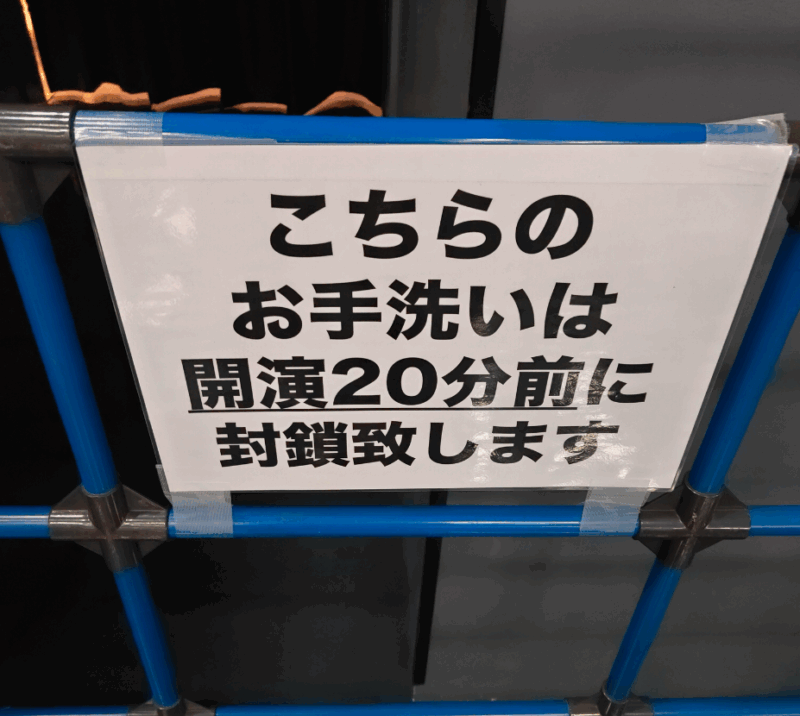 こちらの
お手洗いは
開演20分前に
封鎖致します